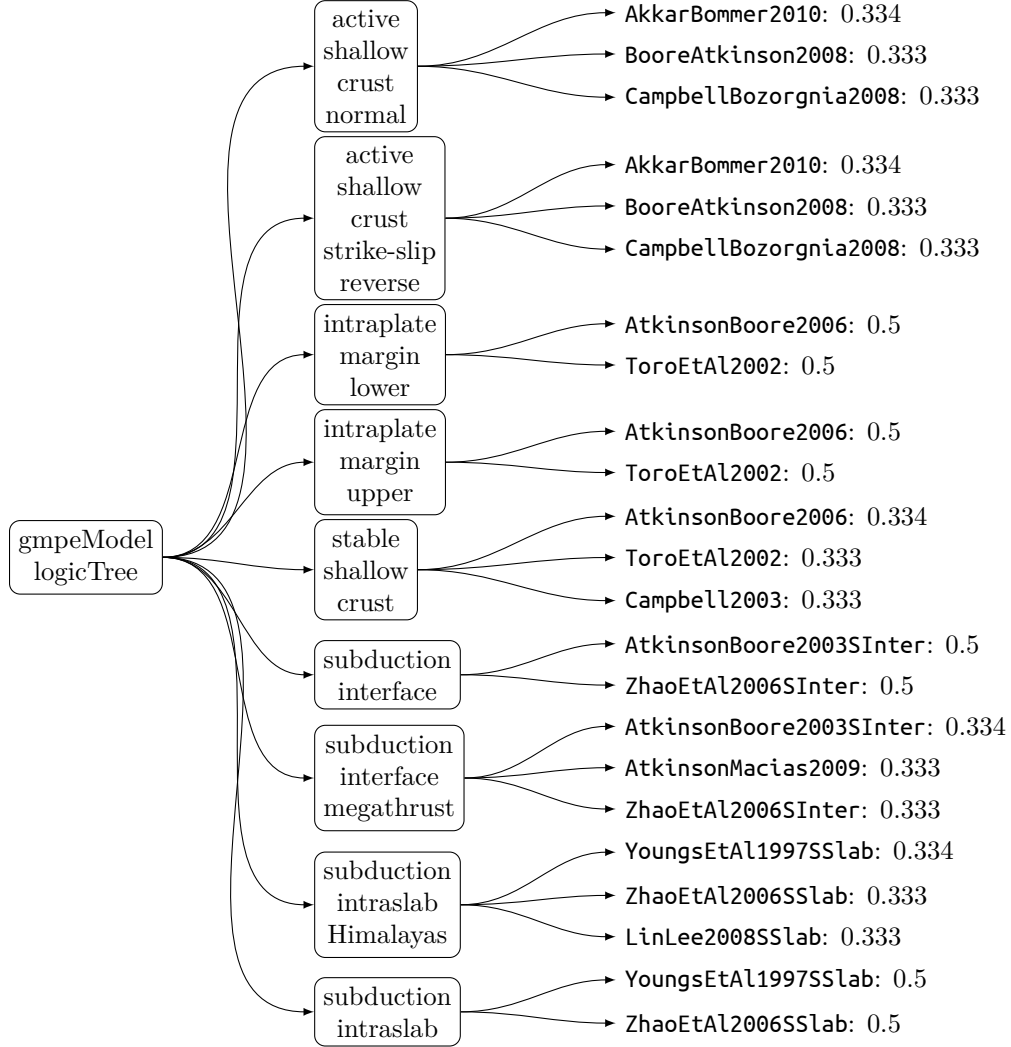 gmpeModel
logicTree
active
shallow
crust
normal
AkkarBommer2010: 0.334
BooreAtkinson2008: 0.333
CampbellBozorgnia2008: 0.333
active
shallow
crust
strike-slip
reverse
AkkarBommer2010: 0.334
BooreAtkinson2008: 0.333
CampbellBozorgnia2008: 0.333
intraplate
margin
lower
AtkinsonBoore2006: 0.5
ToroEtAl2002: 0.5
intraplate
margin
upper
AtkinsonBoore2006: 0.5
ToroEtAl2002: 0.5
stable
shallow
crust
AtkinsonBoore2006: 0.334
ToroEtAl2002: 0.333
Campbell2003: 0.333
subduction
interface
AtkinsonBoore2003SInter: 0.5
ZhaoEtAl2006SInter: 0.5
subduction
interface
megathrust
AtkinsonBoore2003SInter: 0.334
AtkinsonMacias2009: 0.333
ZhaoEtAl2006SInter: 0.333
subduction
intraslab
Himalayas
YoungsEtAl1997SSlab: 0.334
ZhaoEtAl2006SSlab: 0.333
LinLee2008SSlab: 0.333
subduction
intraslab
YoungsEtAl1997SSlab: 0.5
ZhaoEtAl2006SSlab: 0.5